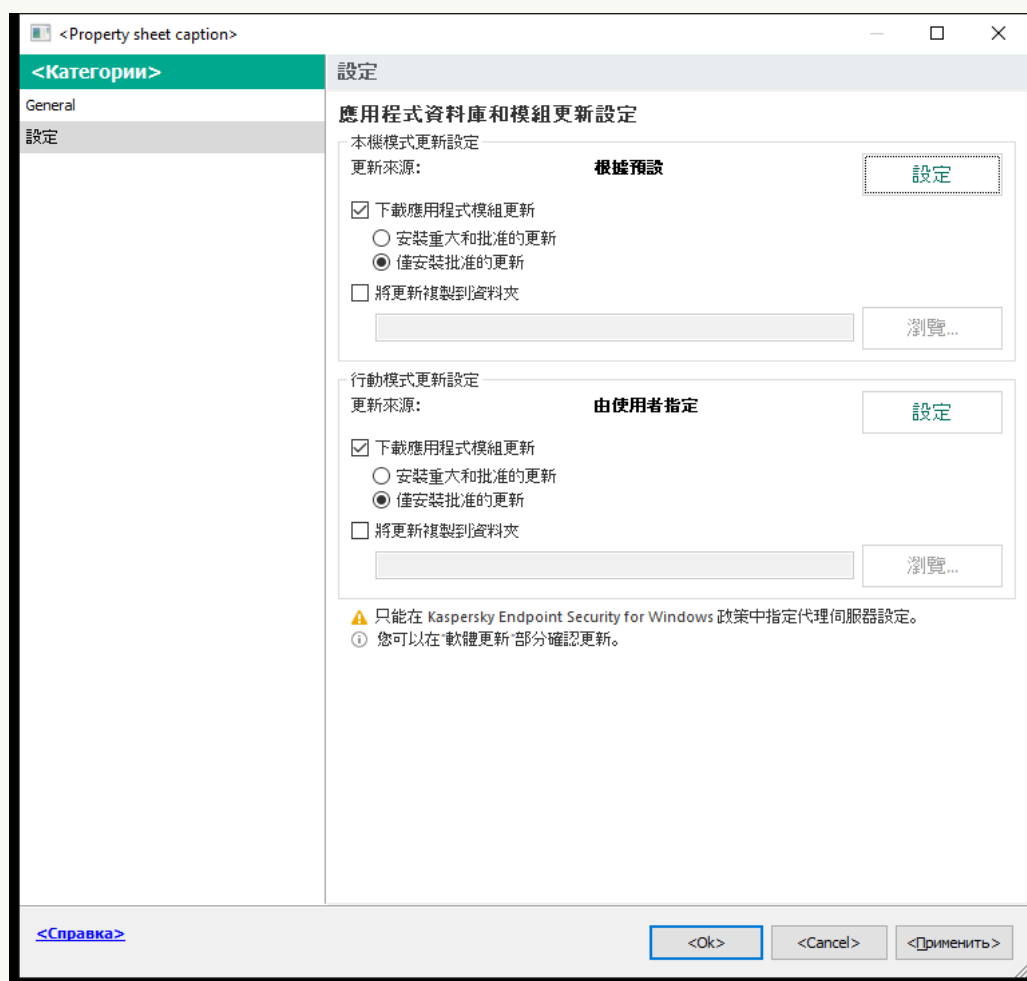 <Property sheet caption>
<Категории>
General
設定
設定
應用程式資料庫和模組更新設定
本機模式更新設定
更新來源: 根據預設 設定
下載應用程式模組更新
安裝重大和批准的更新
僅安裝批准的更新
將更新複製到資料夾
瀏覽...
行動模式更新設定
更新來源: 由使用者指定 設定
下載應用程式模組更新
安裝重大和批准的更新
僅安裝批准的更新
將更新複製到資料夾
瀏覽...
只能在 Kaspersky Endpoint Security for Windows 政策中指定代理伺服器設定。
您可以在"軟體更新"部分確認更新。
<Справка> <Ok> <Cancel> <Применить>